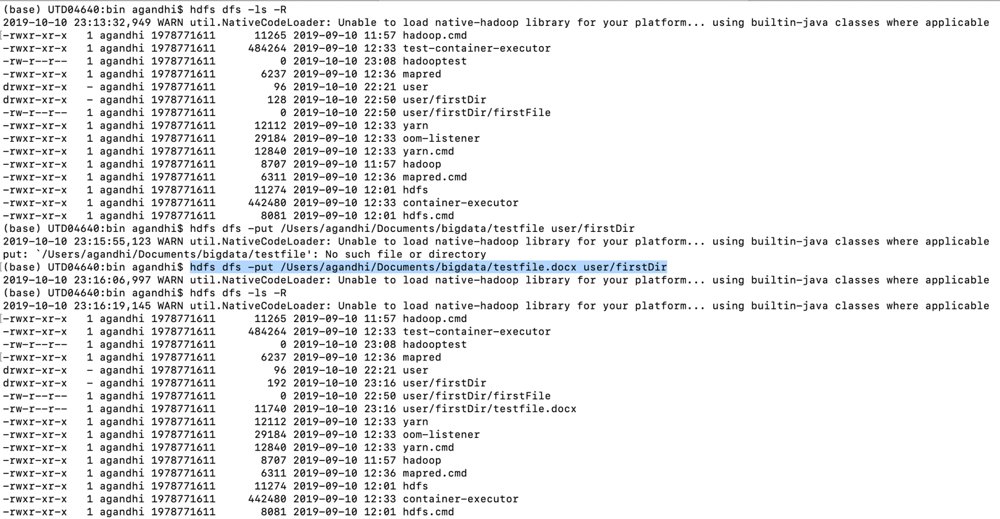 (base) UTD04640:bin agandhi$ hdfs dfs -ls -R
2019-10-10 23:13:32,949 WARN util.NativeCodeLoader: Unable to load native-hadoop library for your platform... using builtin-java classes where applicable
-rwxr-xr-x   1 agandhi 1978771611      11265 2019-09-10 11:57 hadoop.cmd
-rwxr-xr-x   1 agandhi 1978771611     484264 2019-09-10 12:33 test-container-executor
-rw-r--r--   1 agandhi 1978771611          0 2019-10-10 23:08 hadooptest
-rwxr-xr-x   1 agandhi 1978771611       6237 2019-09-10 12:36 mapred
drwxr-xr-x   - agandhi 1978771611         96 2019-10-10 22:21 user
drwxr-xr-x   - agandhi 1978771611        128 2019-10-10 22:50 user/firstDir
-rw-r--r--   1 agandhi 1978771611          0 2019-10-10 22:50 user/firstDir/firstFile
-rwxr-xr-x   1 agandhi 1978771611      12112 2019-09-10 12:33 yarn
-rwxr-xr-x   1 agandhi 1978771611      29184 2019-09-10 12:33 oom-listener
-rwxr-xr-x   1 agandhi 1978771611      12840 2019-09-10 12:33 yarn.cmd
-rwxr-xr-x   1 agandhi 1978771611       8707 2019-09-10 11:57 hadoop
-rwxr-xr-x   1 agandhi 1978771611       6311 2019-09-10 12:36 mapred.cmd
-rwxr-xr-x   1 agandhi 1978771611      11274 2019-09-10 12:01 hdfs
-rwxr-xr-x   1 agandhi 1978771611     442480 2019-09-10 12:33 container-executor
-rwxr-xr-x   1 agandhi 1978771611       8081 2019-09-10 12:01 hdfs.cmd
(base) UTD04640:bin agandhi$ hdfs dfs -put /Users/agandhi/Documents/bigdata/testfile user/firstDir
2019-10-10 23:15:55,123 WARN util.NativeCodeLoader: Unable to load native-hadoop library for your platform... using builtin-java classes where applicable
put: `/Users/agandhi/Documents/bigdata/testfile': No such file or directory
(base) UTD04640:bin agandhi$ hdfs dfs -put /Users/agandhi/Documents/bigdata/testfile.docx user/firstDir
2019-10-10 23:16:06,997 WARN util.NativeCodeLoader: Unable to load native-hadoop library for your platform... using builtin-java classes where applicable
(base) UTD04640:bin agandhi$ hdfs dfs -ls -R
2019-10-10 23:16:19,145 WARN util.NativeCodeLoader: Unable to load native-hadoop library for your platform... using builtin-java classes where applicable
-rwxr-xr-x   1 agandhi 1978771611      11265 2019-09-10 11:57 hadoop.cmd
-rwxr-xr-x   1 agandhi 1978771611     484264 2019-09-10 12:33 test-container-executor
-rw-r--r--   1 agandhi 1978771611          0 2019-10-10 23:08 hadooptest
-rwxr-xr-x   1 agandhi 1978771611       6237 2019-09-10 12:36 mapred
drwxr-xr-x   - agandhi 1978771611         96 2019-10-10 22:21 user
drwxr-xr-x   - agandhi 1978771611        192 2019-10-10 23:16 user/firstDir
-rw-r--r--   1 agandhi 1978771611          0 2019-10-10 22:50 user/firstDir/firstFile
-rw-r--r--   1 agandhi 1978771611      11740 2019-10-10 23:16 user/firstDir/testfile.docx
-rwxr-xr-x   1 agandhi 1978771611      12112 2019-09-10 12:33 yarn
-rwxr-xr-x   1 agandhi 1978771611      29184 2019-09-10 12:33 oom-listener
-rwxr-xr-x   1 agandhi 1978771611      12840 2019-09-10 12:33 yarn.cmd
-rwxr-xr-x   1 agandhi 1978771611       8707 2019-09-10 11:57 hadoop
-rwxr-xr-x   1 agandhi 1978771611       6311 2019-09-10 12:36 mapred.cmd
-rwxr-xr-x   1 agandhi 1978771611      11274 2019-09-10 12:01 hdfs
-rwxr-xr-x   1 agandhi 1978771611     442480 2019-09-10 12:33 container-executor
-rwxr-xr-x   1 agandhi 1978771611       8081 2019-09-10 12:01 hdfs.cmd